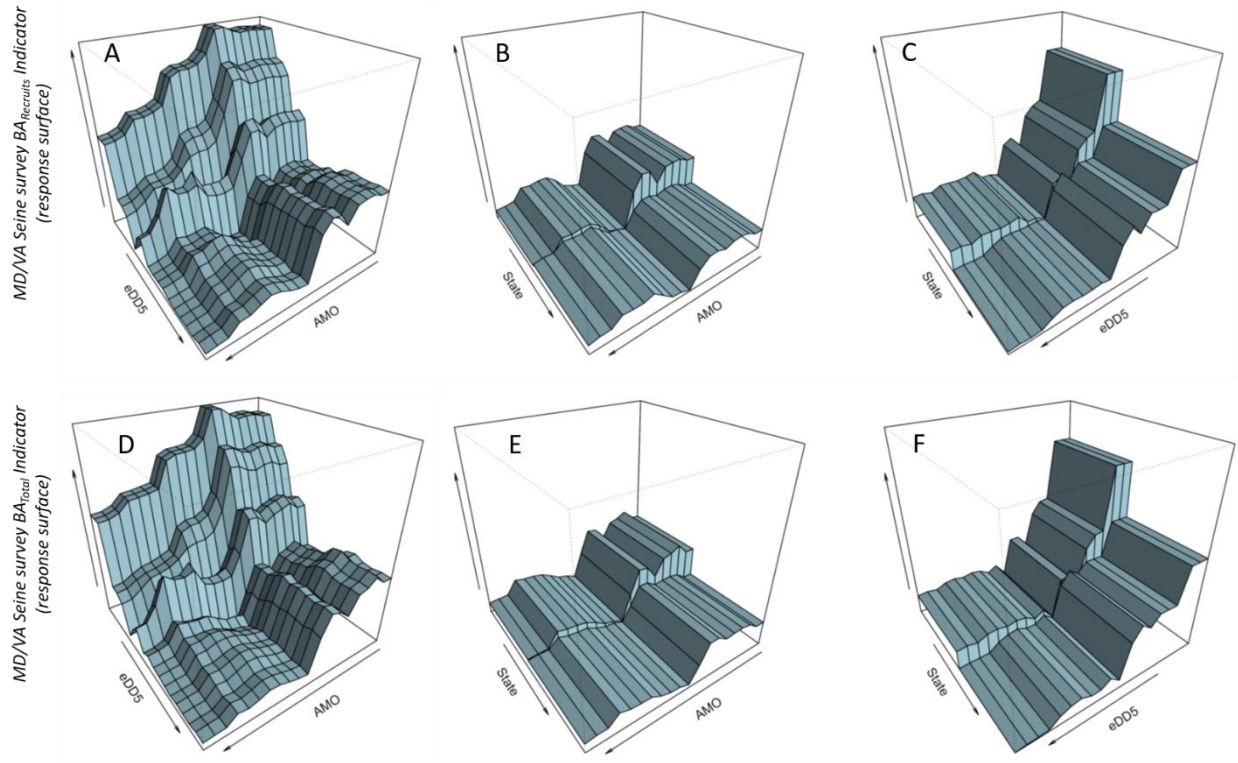 MD/VA Seine survey BARecruits Indicator
(response surface)
A
B
C
eDD5
AMO
State
AMO
State
eDD5
MD/VA Seine survey BATotal Indicator
(response surface)
D
E
F
eDD5
AMO
State
AMO
State
eDD5